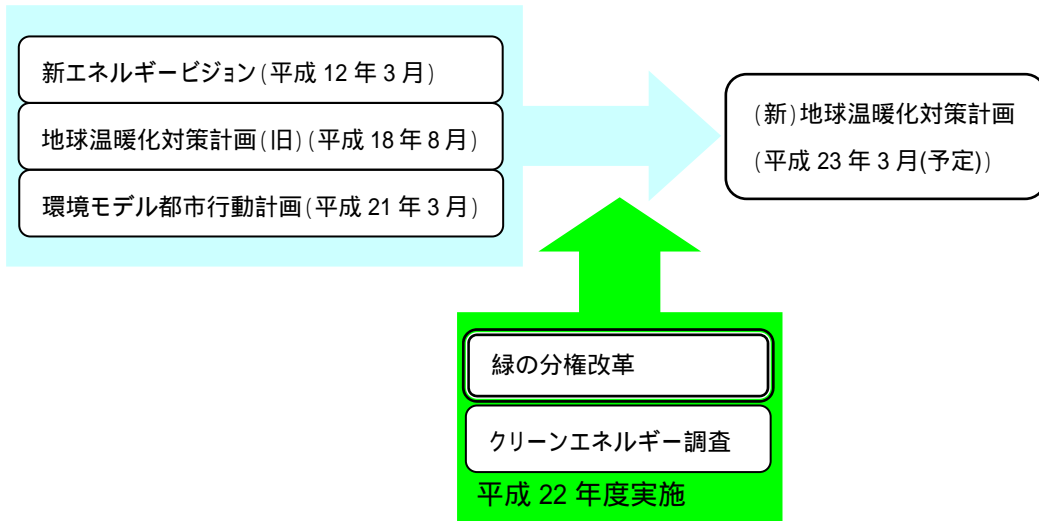 新エネルギービジョン(平成 12 年 3 月)
地球温暖化対策計画(旧)(平成 18 年 8 月)
環境モデル都市行動計画(平成 21 年 3 月)
(新)地球温暖化対策計画
(平成 23 年 3 月(予定))
緑の分権改革
クリーンエネルギー調査
平成 22 年度実施